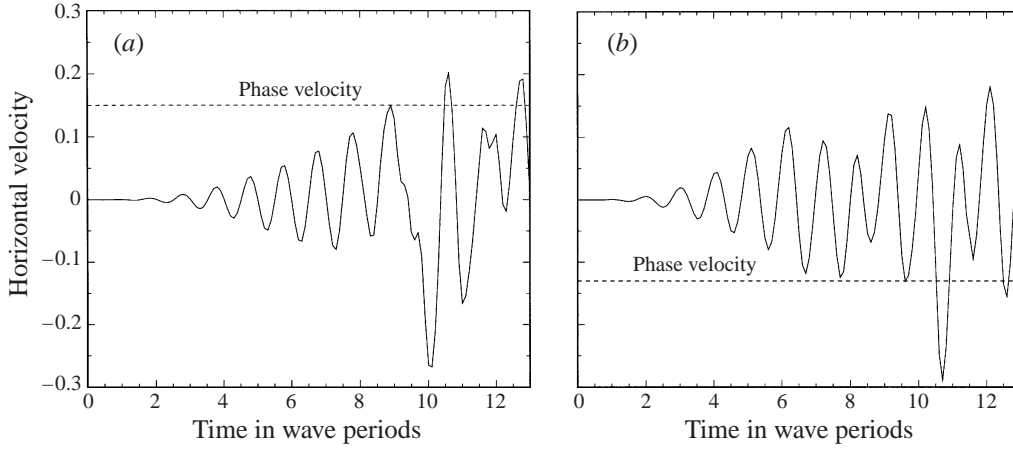 (a)
(b)
0.3
0.2
0.1
0
−0.1
−0.2
−0.3
Horizontal velocity
Phase velocity
Phase velocity
0 2 4 6 8 10 12
0 2 4 6 8 10 12
Time in wave periods
Time in wave periods